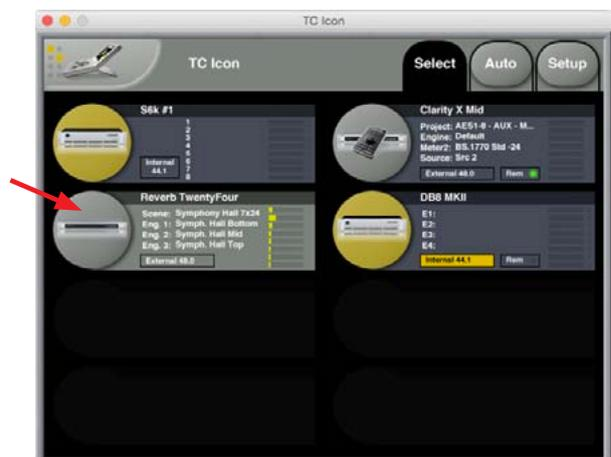 TC Icon
TC Icon
Select
Auto
Setup
S6k #1
1
2
3
4
5
6
7
8
Internal
44.1
Clarity X Mid
Project: AES1-8 - AUX - M...
Engine: Default
Meter2: BS.1770 Std -24
Source: Src 2
External 48.0
Rem
Reverb TwentyFour
Scene: Symphony Hall 7x24
Eng. 1: Symph. Hall Bottom
Eng. 2: Symph. Hall Mid
Eng. 3: Symph. Hall Top
External 48.0
DB8 MKII
E1:
E2:
E3:
E4:
Internal 44.1
Rem